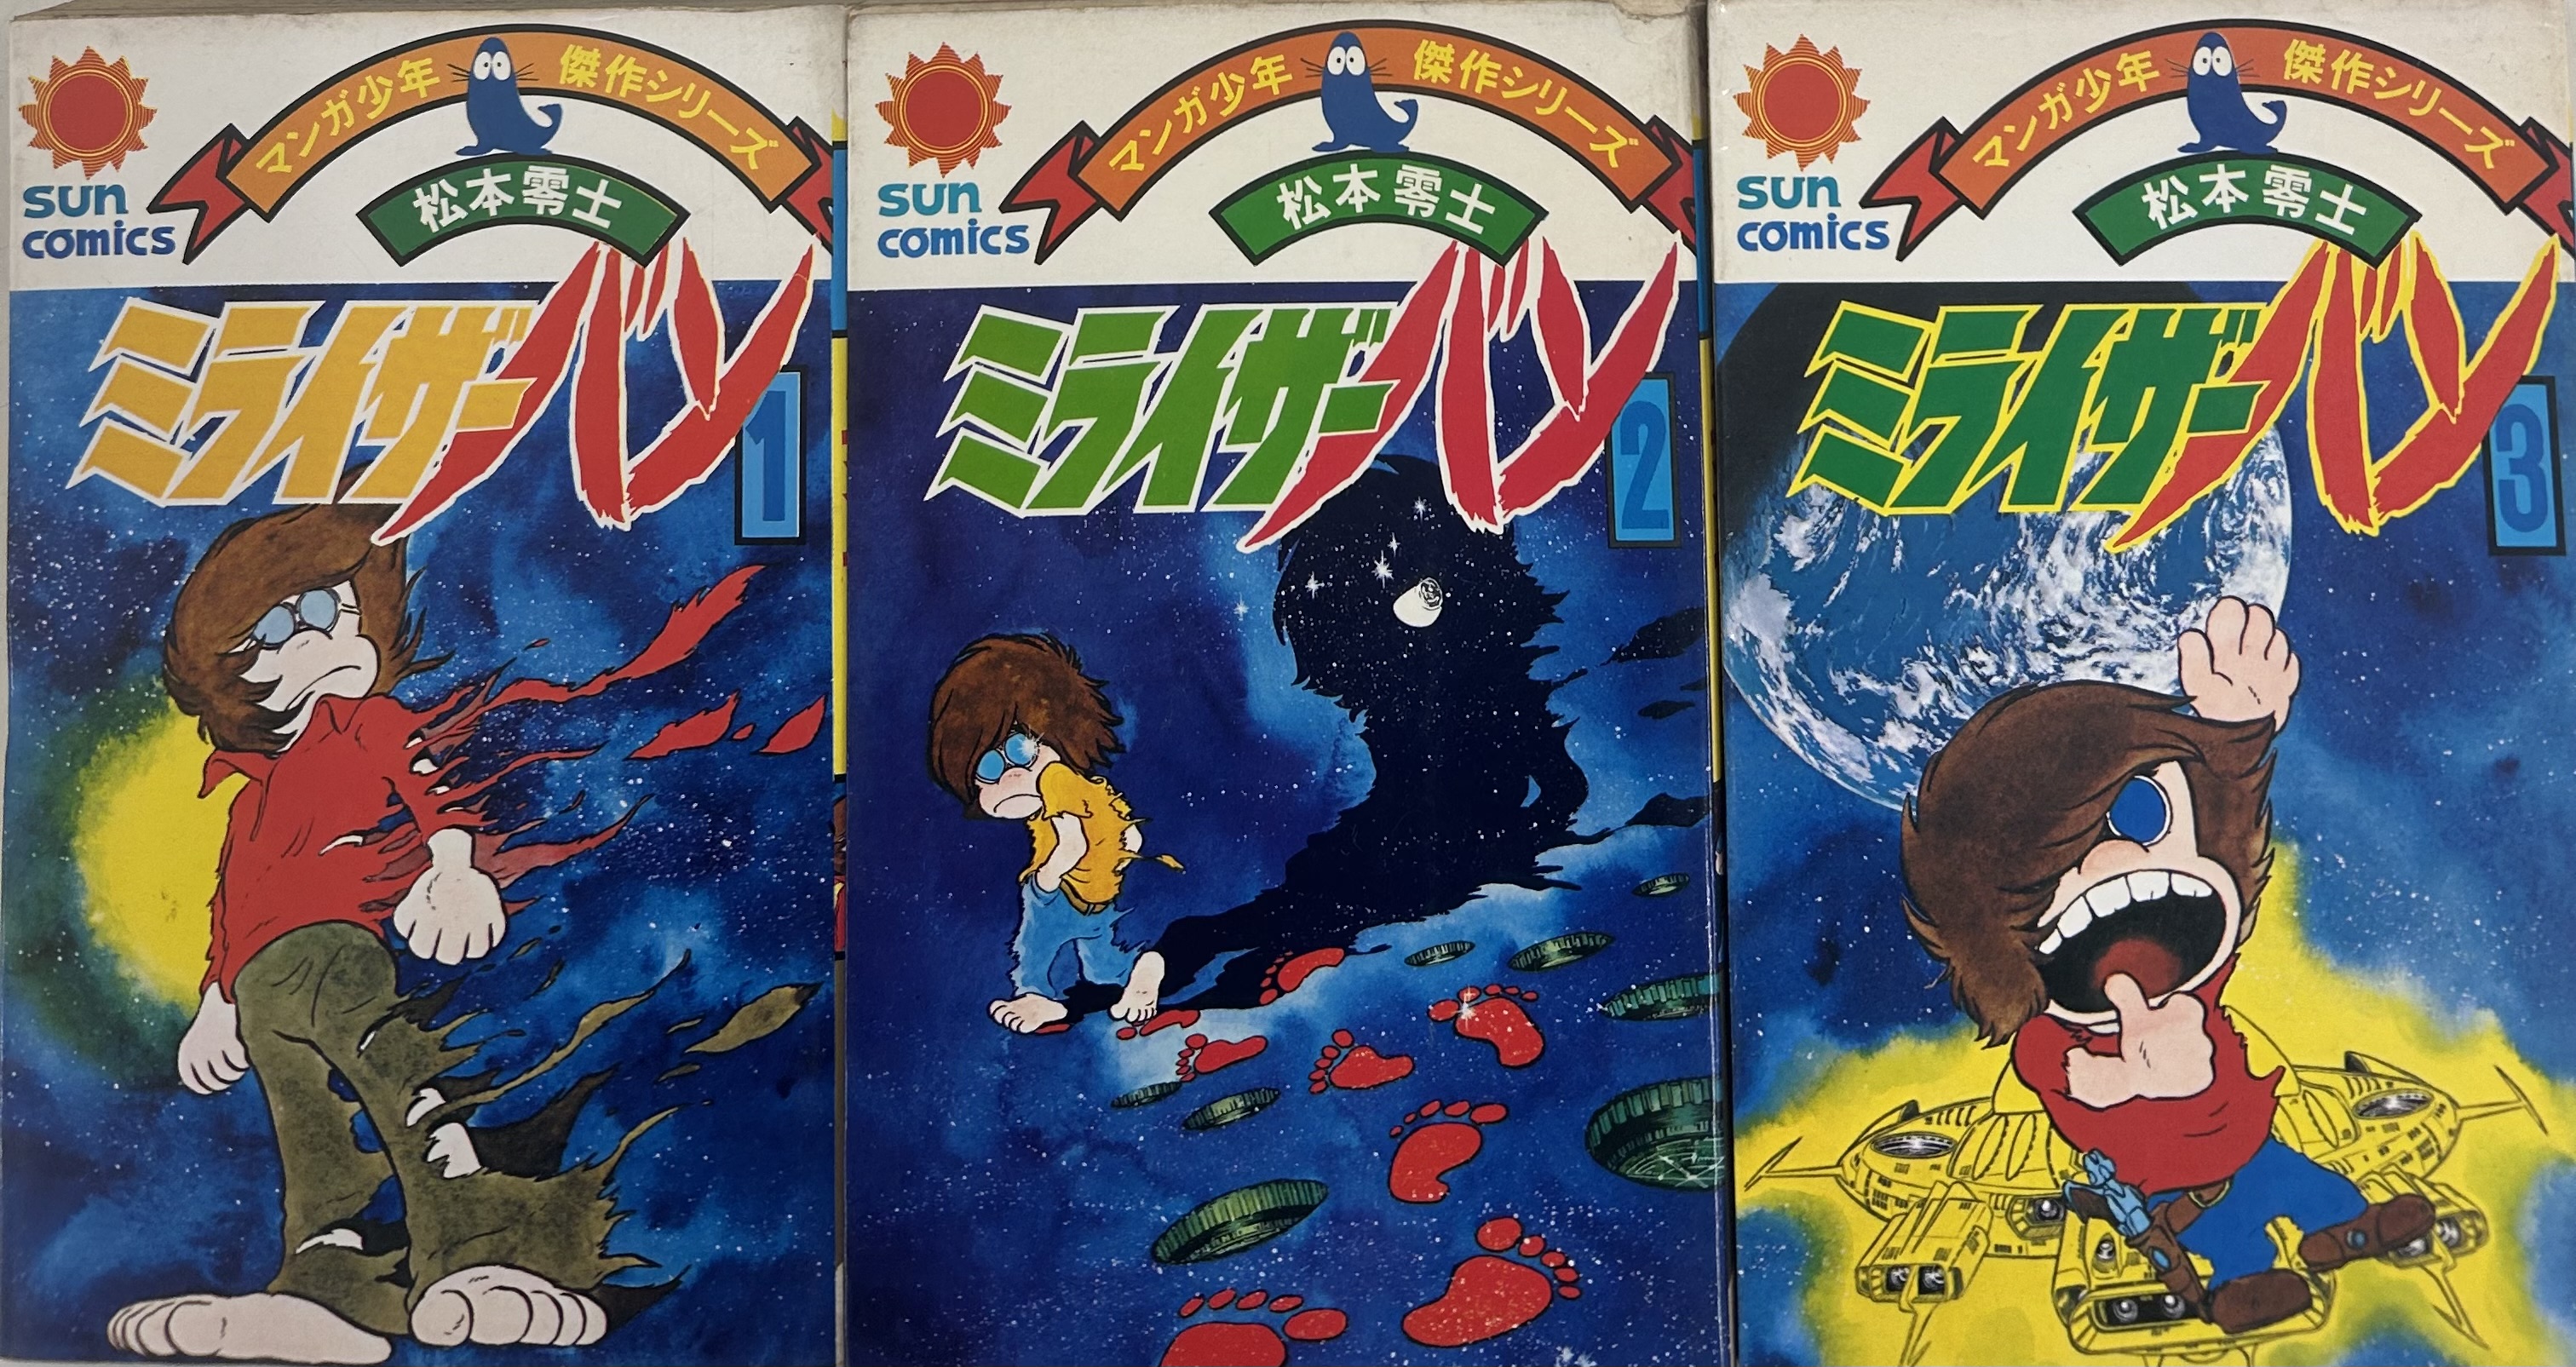 sun
comics
マンガ少年 傑作シリーズ
松本零士
ミライザーバン
1
sun
comics
マンガ少年 傑作シリーズ
松本零士
ミライザーバン
2
sun
comics
マンガ少年 傑作シリーズ
松本零士
ミライザーバン
3